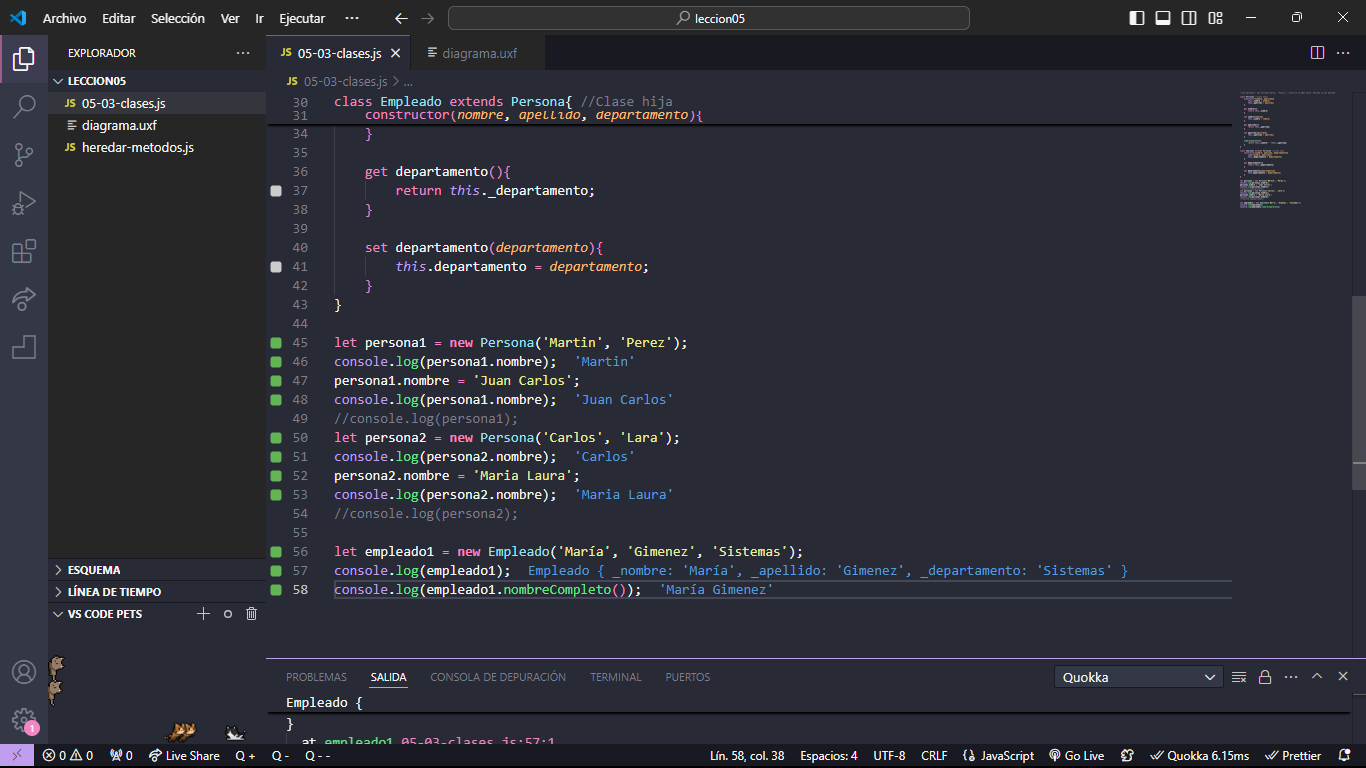 Archivo Editar Selección Ver Ir Ejecutar ··· leccion05
EXPLORADOR ···
LECCION05
JS 05-03-clases.js
diagrama.uxf
JS heredar-metodos.js
ESQUEMA
LÍNEA DE TIEMPO
VS CODE PETS
1
JS 05-03-clases.js diagrama.uxf ···
JS 05-03-clases.js > ...
30 class Empleado extends Persona{ //Clase hija
31 constructor(nombre, apellido, departamento){
34 }
35
36 get departamento(){
37 return this._departamento;
38 }
39
40 set departamento(departamento){
41 this.departamento = departamento;
42 }
43 }
44
45 let persona1 = new Persona('Martin', 'Perez');
46 console.log(persona1.nombre); 'Martin'
47 persona1.nombre = 'Juan Carlos';
48 console.log(persona1.nombre); 'Juan Carlos'
49 //console.log(persona1);
50 let persona2 = new Persona('Carlos', 'Lara');
51 console.log(persona2.nombre); 'Carlos'
52 persona2.nombre = 'Maria Laura';
53 console.log(persona2.nombre); 'Maria Laura'
54 //console.log(persona2);
55
56 let empleado1 = new Empleado('María', 'Gimenez', 'Sistemas');
57 console.log(empleado1); Empleado { _nombre: 'María', _apellido: 'Gimenez', _departamento: 'Sistemas' }
58 console.log(empleado1.nombreCompleto()); 'María Gimenez'
PROBLEMAS SALIDA CONSOLA DE DEPURACIÓN TERMINAL PUERTOS Quokka ···
Empleado {
}
at empleado1 05-03-clases.js:57:1
0 0 0 Live Share Q + Q - Q - - Lín. 58, col. 38 Espacios: 4 UTF-8 CRLF {} JavaScript Go Live Quokka 6.15ms Prettier